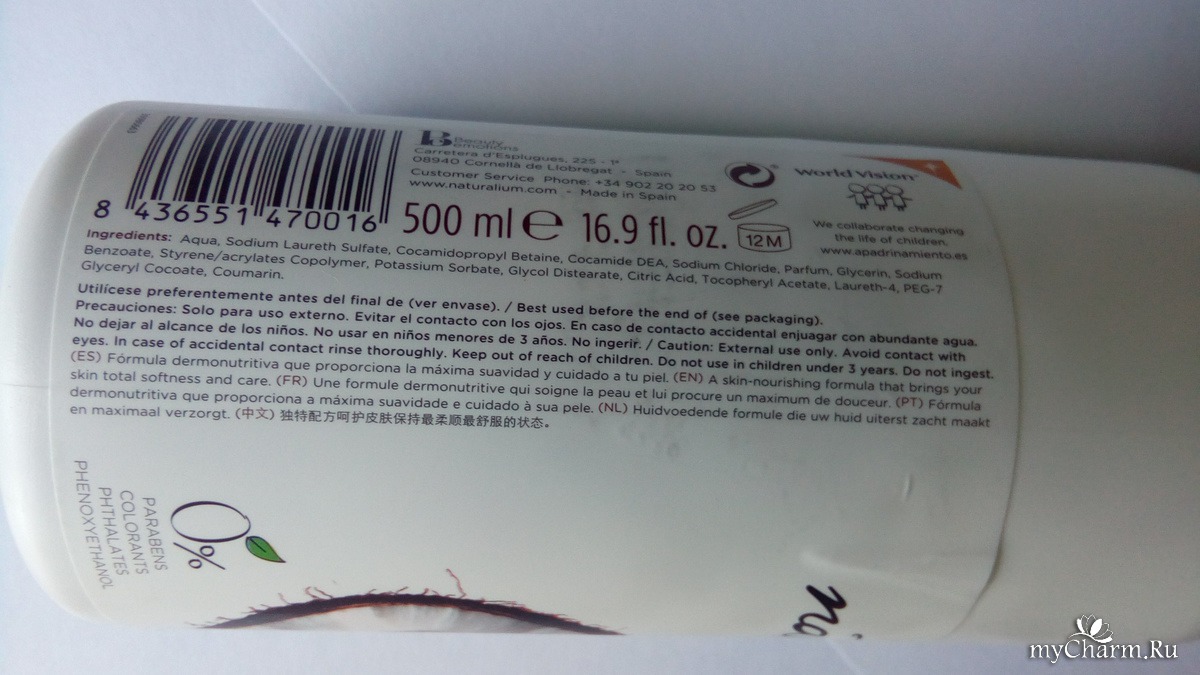 Beauty
emotions
Carretera d'Esplugues, 225 - 1ª
08940 Cornellà de Llobregat - Spain
Customer Service Phone: +34 902 20 20 53
www.naturalium.com - Made in Spain
World Vision®
We collaborate changing
the life of children.
www.apadrinamiento.es
8 436551 470016
500 ml e 16.9 fl. oz.
12M
Ingredients: Aqua, Sodium Laureth Sulfate, Cocamidopropyl Betaine, Cocamide DEA, Sodium Chloride, Parfum, Glycerin, Sodium
Benzoate, Styrene/acrylates Copolymer, Potassium Sorbate, Glycol Distearate, Citric Acid, Tocopheryl Acetate, Laureth-4, PEG-7
Glyceryl Cocoate, Coumarin.
Utilícese preferentemente antes del final de (ver envase). / Best used before the end of (see packaging).
Precauciones: Solo para uso externo. Evitar el contacto con los ojos. En caso de contacto accidental enjuagar con abundante agua.
No dejar al alcance de los niños. No usar en niños menores de 3 años. No ingerir. / Caution: External use only. Avoid contact with
eyes. In case of accidental contact rinse thoroughly. Keep out of reach of children. Do not use in children under 3 years. Do not ingest.
(ES) Fórmula dermonutritiva que proporciona la máxima suavidad y cuidado a tu piel. (EN) A skin-nourishing formula that brings your
skin total softness and care. (FR) Une formule dermonutritive qui soigne la peau et lui procure un maximum de douceur. (PT) Fórmula
dermonutritiva que proporciona a máxima suavidade e cuidado à sua pele. (NL) Huidvoedende formule die uw huid uiterst zacht maakt
en maximaal verzorgt. (中文) 独特配方呵护皮肤保持最柔顺最舒服的状态。
0%
PARABENS
COLORANTS
PHTHALATES
PHENOXYETHANOL
myCharm.Ru